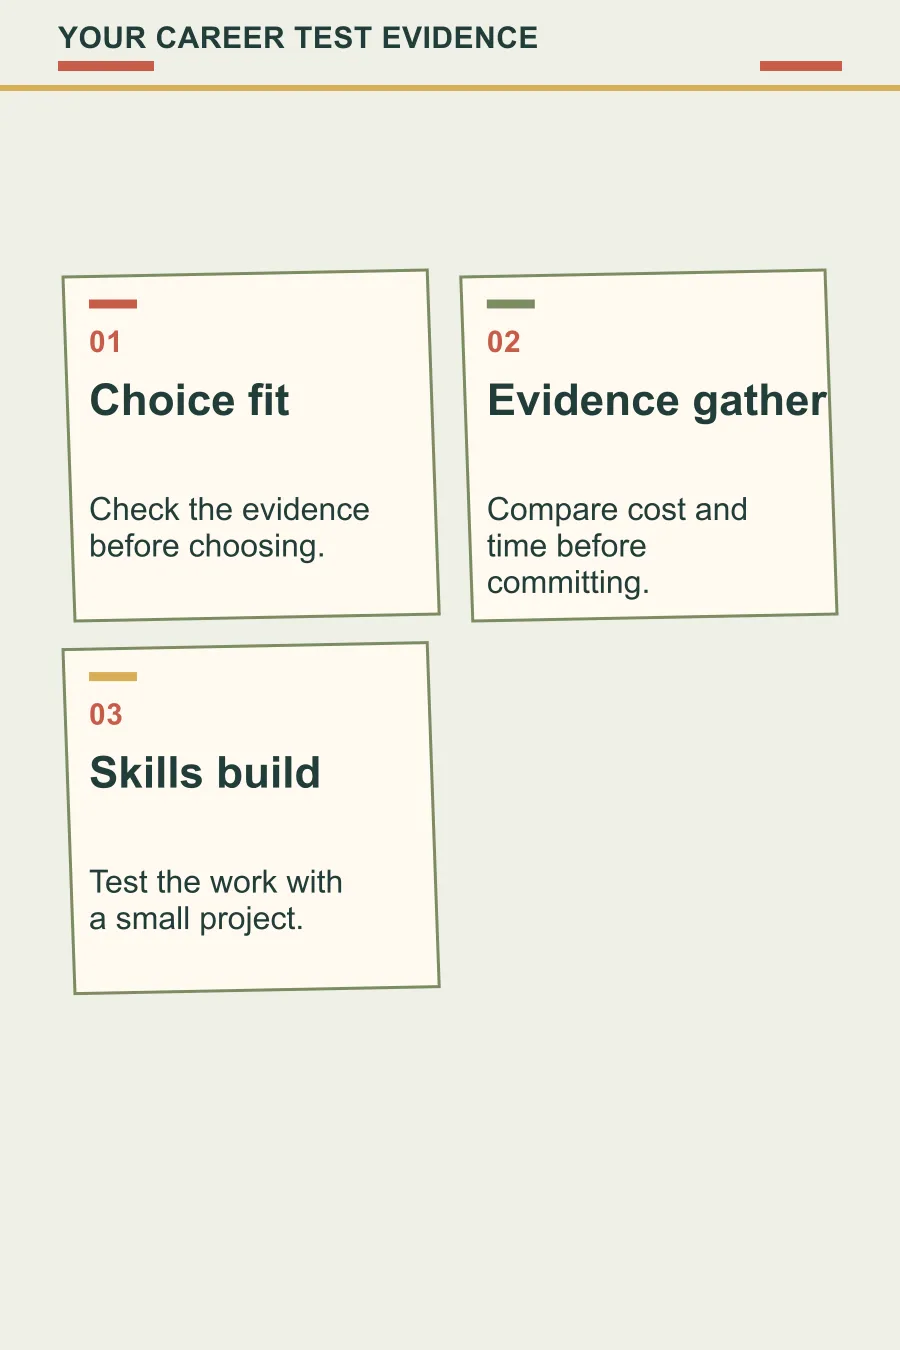 YOUR CAREER TEST EVIDENCE
01
Choice fit
Check the evidence
before choosing.
02
Evidence gather
Compare cost and
time before
committing.
03
Skills build
Test the work with
a small project.